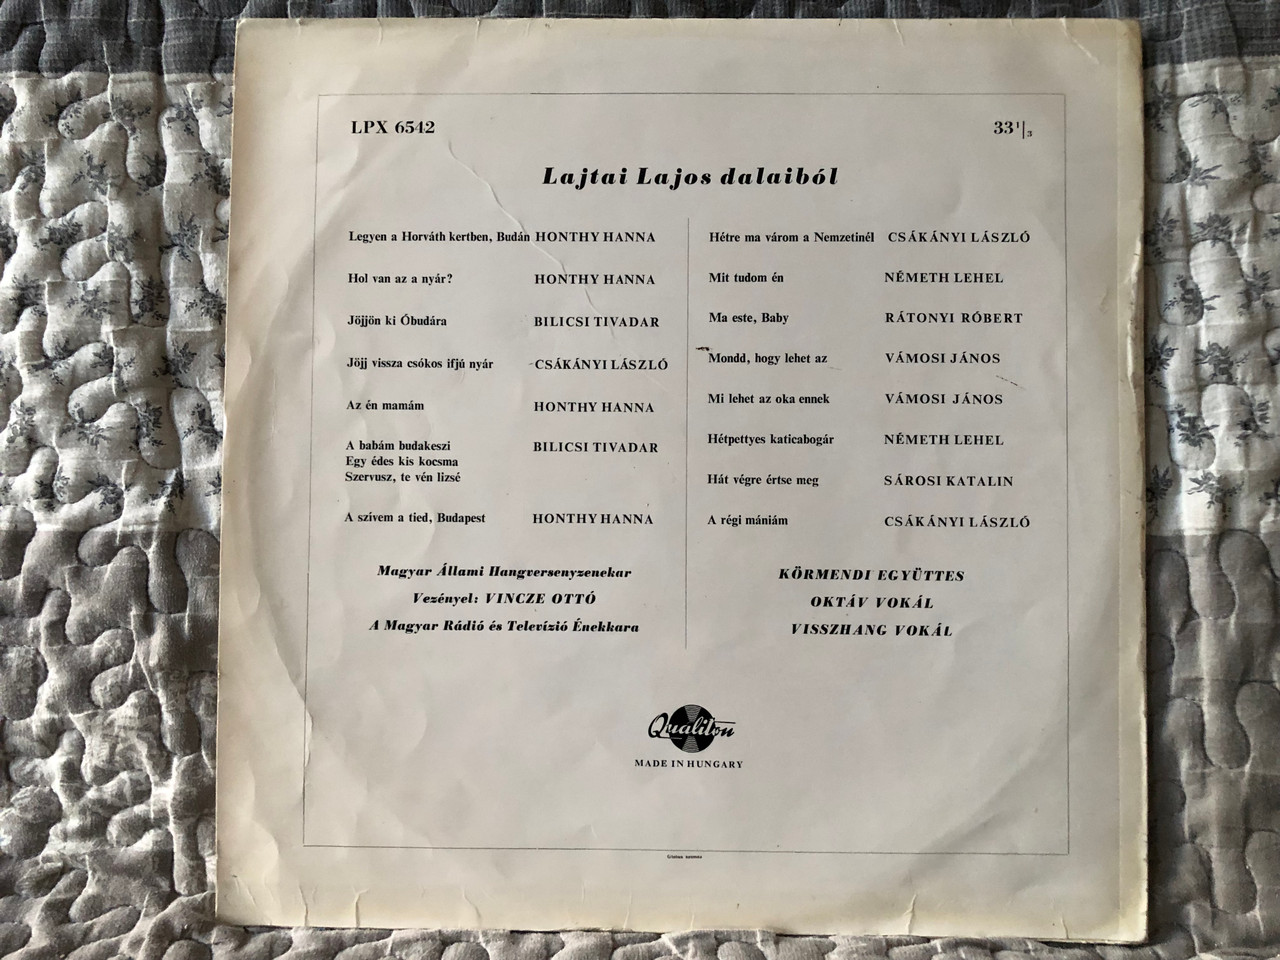 LPX 6542
33 1/3
Lajtai Lajos dalaiból
Legyen a Horváth kertben, Budán HONTHY HANNA
Hol van az a nyár? HONTHY HANNA
Jöjjön ki Óbudára BILICSI TIVADAR
Jöjj vissza csókos ifjú nyár CSÁKÁNYI LÁSZLÓ
Az én mamám HONTHY HANNA
A babám budakeszi BILICSI TIVADAR
Egy édes kis kocsma
Szervusz, te vén lizsé
A szívem a tied, Budapest HONTHY HANNA
Magyar Állami Hangversenyzenekar
Vezényel: VINCZE OTTÓ
A Magyar Rádió és Televízió Énekkara
Hétre ma várom a Nemzetinél CSÁKÁNYI LÁSZLÓ
Mit tudom én NÉMETH LEHEL
Ma este, Baby RÁTONYI RÓBERT
Mondd, hogy lehet az VÁMOSI JÁNOS
Mi lehet az oka ennek VÁMOSI JÁNOS
Hétpettyes katicabogár NÉMETH LEHEL
Hát végre értse meg SÁROSI KATALIN
A régi mániám CSÁKÁNYI LÁSZLÓ
KÖRMENDI EGYÜTTES
OKTÁV VOKÁL
VISSZHANG VOKÁL
Qualiton
MADE IN HUNGARY